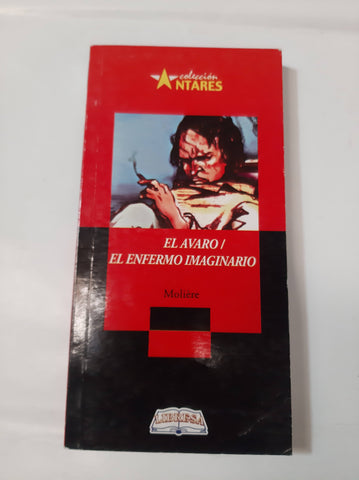 colección
ANTARES
EL AVARO /
EL ENFERMO IMAGINARIO
Molière
LIBRESA